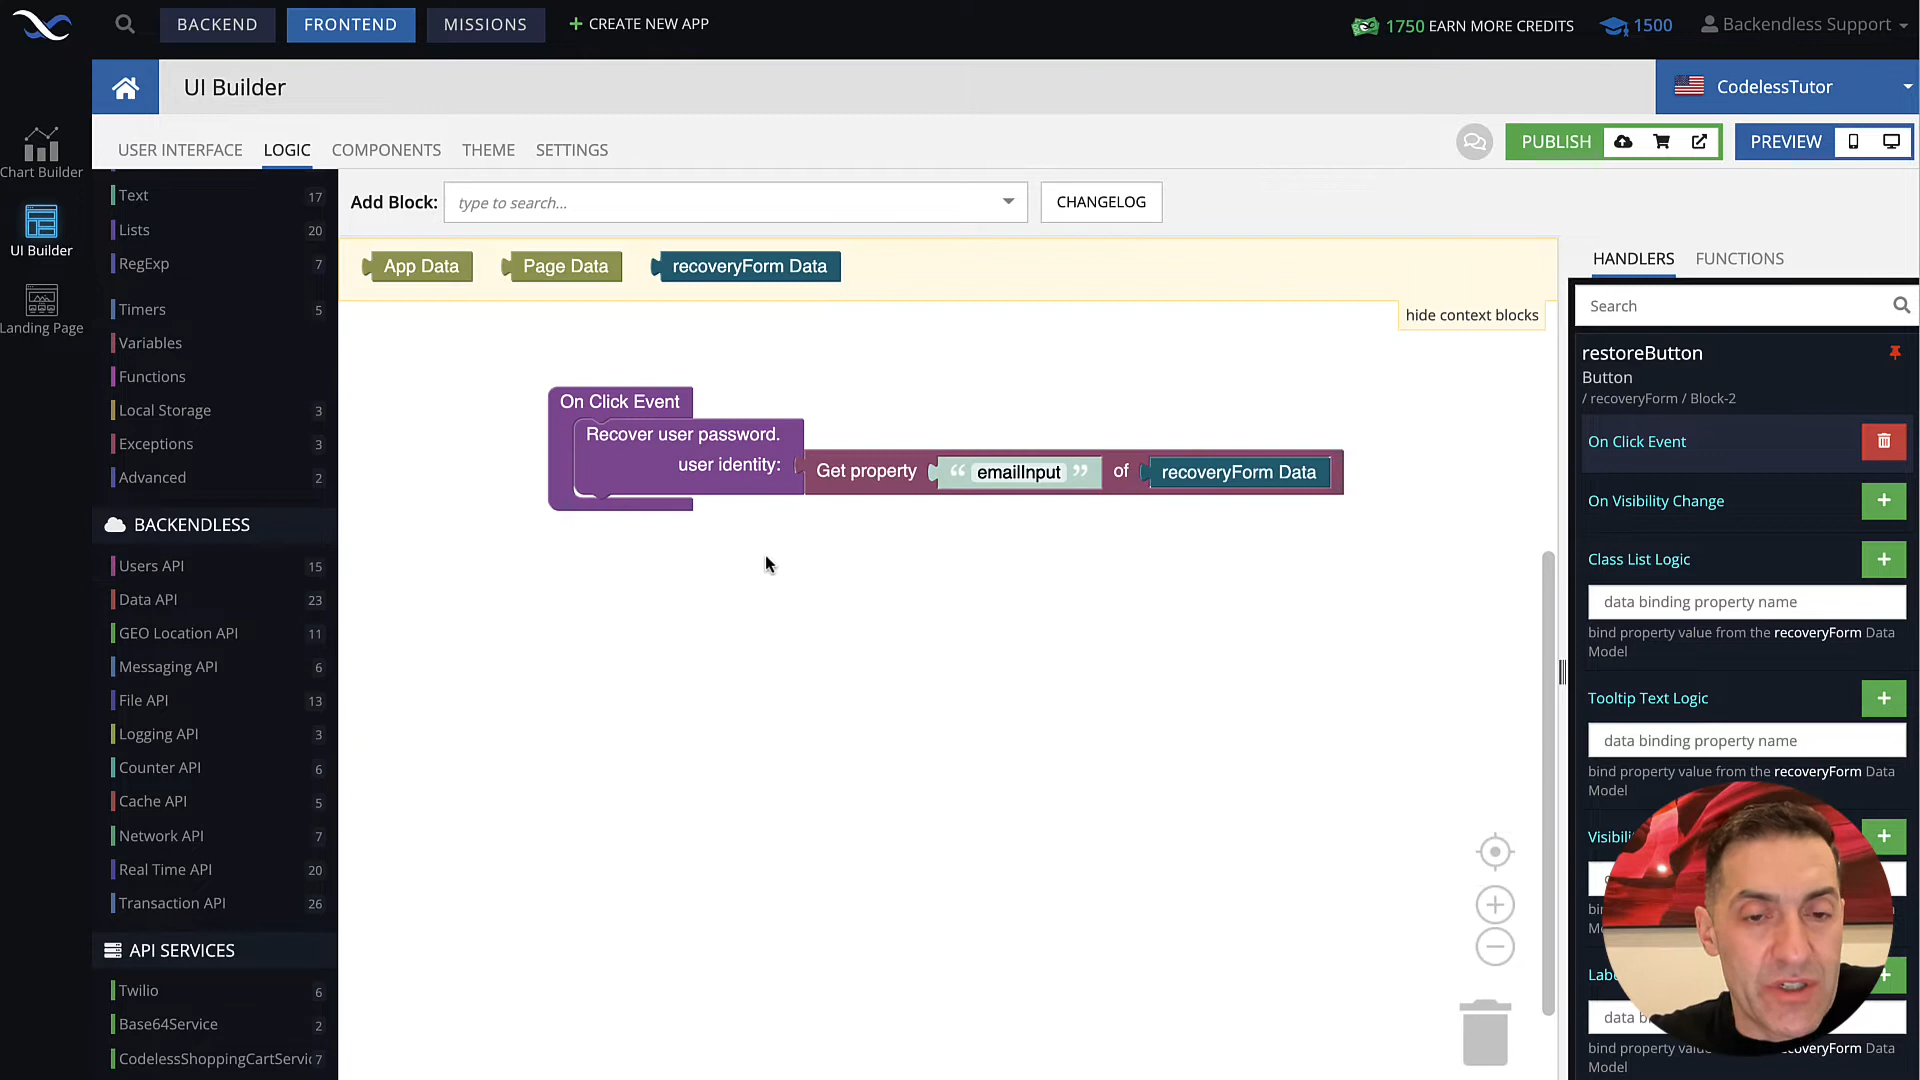 BACKEND
FRONTEND
MISSIONS
+ CREATE NEW APP
1750 EARN MORE CREDITS
1500
Backendless Support
UI Builder
CodelessTutor
USER INTERFACE
LOGIC
COMPONENTS
THEME
SETTINGS
PUBLISH
PREVIEW
Chart Builder
UI Builder
Landing Page
Text 17
Lists 20
RegExp 7
Timers 5
Variables
Functions
Local Storage 3
Exceptions 3
Advanced 2
BACKENDLESS
Users API 15
Data API 23
GEO Location API 11
Messaging API 6
File API 13
Logging API 3
Counter API 6
Cache API 5
Network API 7
Real Time API 20
Transaction API 26
API SERVICES
Twilio 6
Base64Service 2
CodelessShoppingCartServic 7
Add Block:
type to search...
CHANGELOG
App Data
Page Data
recoveryForm Data
hide context blocks
On Click Event
Recover user password.
user identity:
Get property “ emailInput ” of recoveryForm Data
HANDLERS
FUNCTIONS
Search
restoreButton
Button
/ recoveryForm / Block-2
On Click Event
On Visibility Change
Class List Logic
data binding property name
bind property value from the recoveryForm Data
Model
Tooltip Text Logic
data binding property name
bind property value from the recoveryForm Data
Model
bind property
coveryForm Data
Model